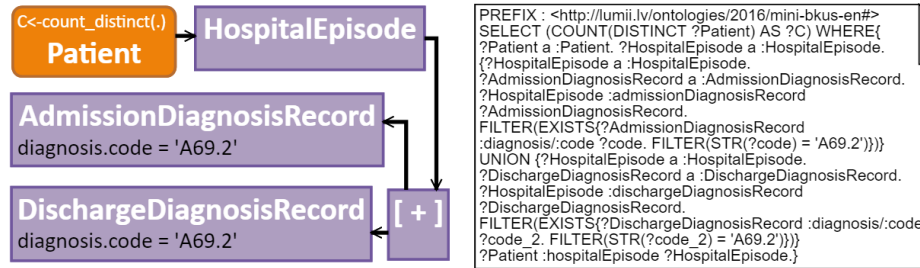 C<-count_distinct(.)
Patient
HospitalEpisode
AdmissionDiagnosisRecord
diagnosis.code = 'A69.2'
DischargeDiagnosisRecord
diagnosis.code = 'A69.2'
[ + ]
PREFIX : <http://lumii.lv/ontologies/2016/mini-bkus-en#>
SELECT (COUNT(DISTINCT ?Patient) AS ?C) WHERE{
?Patient a :Patient. ?HospitalEpisode a :HospitalEpisode.
{?HospitalEpisode a :HospitalEpisode.
?AdmissionDiagnosisRecord a :AdmissionDiagnosisRecord.
?HospitalEpisode :admissionDiagnosisRecord
?AdmissionDiagnosisRecord.
FILTER(EXISTS{?AdmissionDiagnosisRecord
:diagnosis/:code ?code. FILTER(STR(?code) = 'A69.2')})}
UNION {?HospitalEpisode a :HospitalEpisode.
?DischargeDiagnosisRecord a :DischargeDiagnosisRecord.
?HospitalEpisode :dischargeDiagnosisRecord
?DischargeDiagnosisRecord.
FILTER(EXISTS{?DischargeDiagnosisRecord :diagnosis/:code
?code_2. FILTER(STR(?code_2) = 'A69.2')})}
?Patient :hospitalEpisode ?HospitalEpisode.}